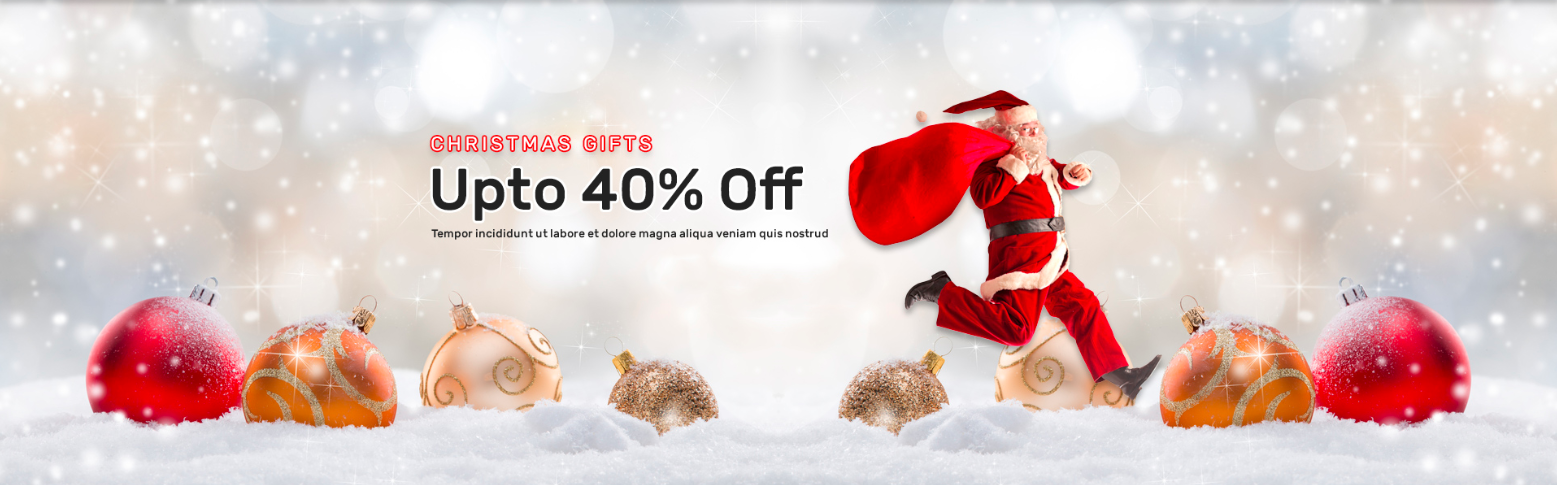 CHRISTMAS GIFTS
Upto 40% Off
Tempor incididunt ut labore et dolore magna aliqua veniam quis nostrud